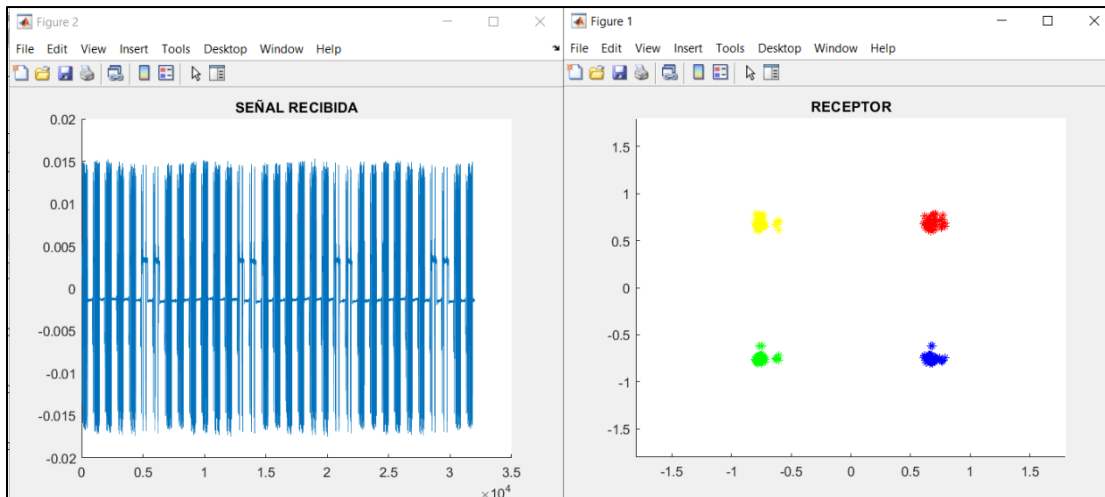 Figure 2
File Edit View Insert Tools Desktop Window Help
SEÑAL RECIBIDA
0.02
0.015
0.01
0.005
0
-0.005
-0.01
-0.015
-0.02
0 0.5 1 1.5 2 2.5 3 3.5
×10⁴
Figure 1
File Edit View Insert Tools Desktop Window Help
RECEPTOR
1.5
1
0.5
0
-0.5
-1
-1.5
-1.5 -1 -0.5 0 0.5 1 1.5